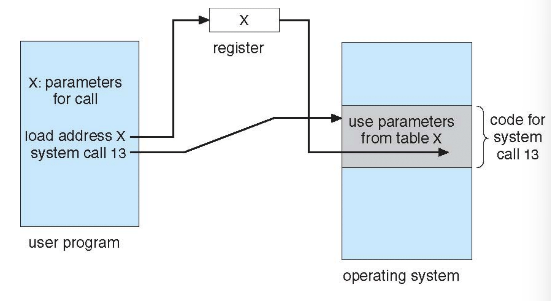 X
register
X: parameters
for call
load address X
system call 13
user program
use parameters
from table X
code for
system
call 13
operating system